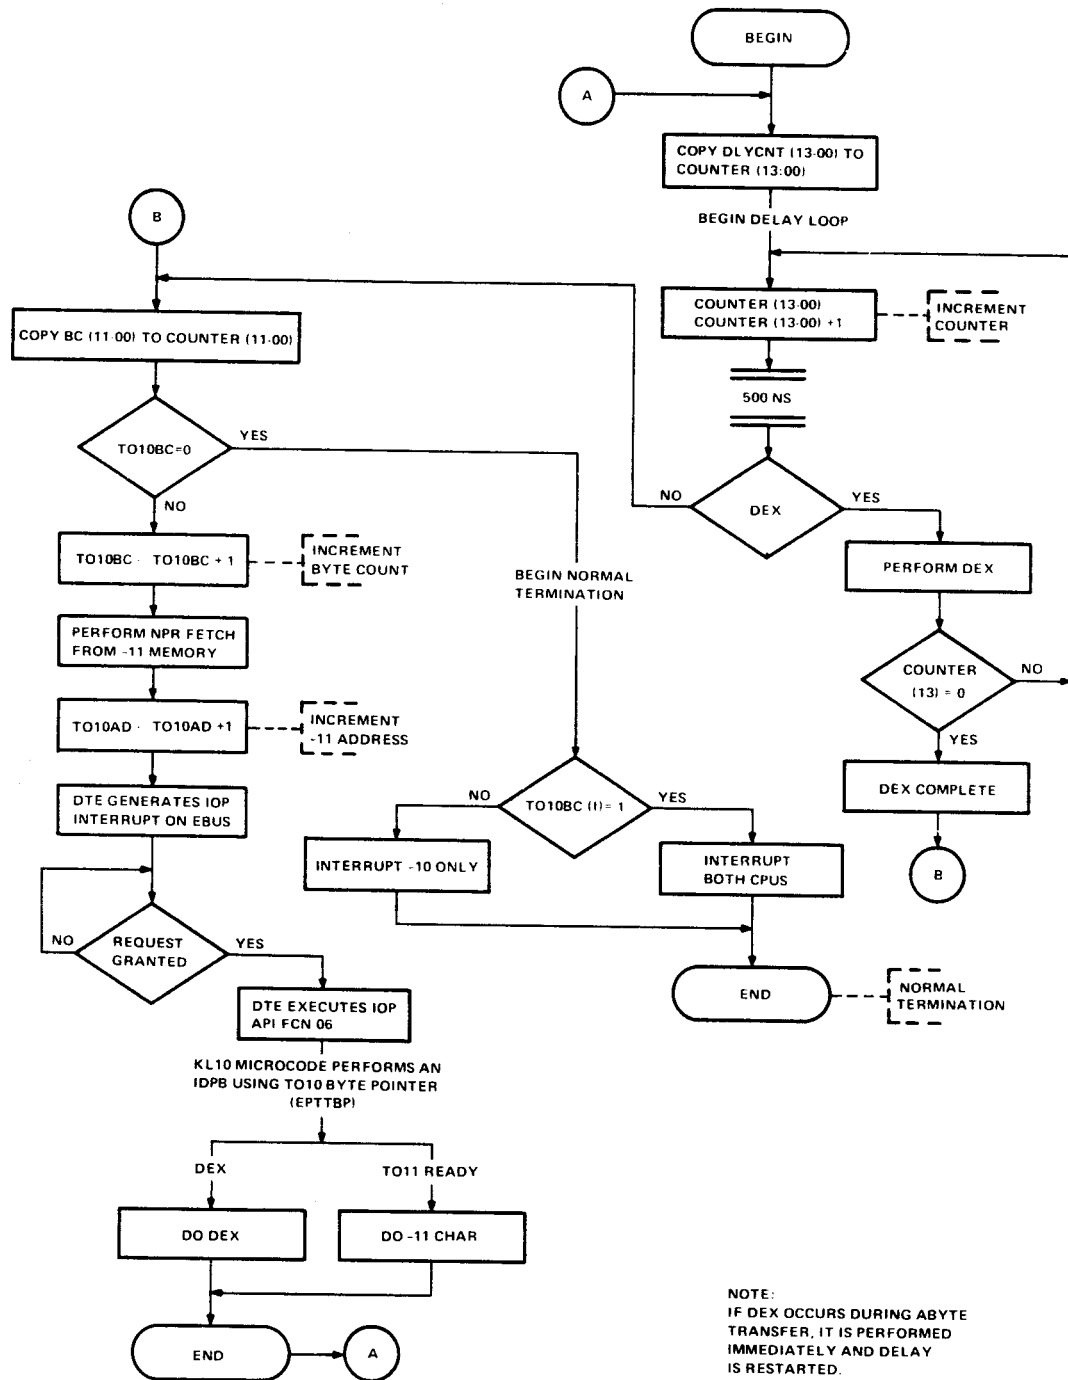 BEGIN
A
COPY DLYCNT (13-00) TO
COUNTER (13:00)
BEGIN DELAY LOOP
B
COUNTER (13-00)
COUNTER (13-00) +1
INCREMENT
COUNTER
COPY BC (11-00) TO COUNTER (11-00)
500 NS
TO10BC=0
YES
NO
DEX
NO
YES
TO10BC - TO10BC + 1
INCREMENT
BYTE COUNT
BEGIN NORMAL
TERMINATION
PERFORM DEX
PERFORM NPR FETCH
FROM -11 MEMORY
COUNTER
(13) = 0
NO
YES
TO10AD - TO10AD +1
INCREMENT
-11 ADDRESS
DTE GENERATES IOP
INTERRUPT ON EBUS
TO10BC (I) = 1
NO
YES
DEX COMPLETE
INTERRUPT -10 ONLY
INTERRUPT
BOTH CPUS
B
REQUEST
GRANTED
NO
YES
END
NORMAL
TERMINATION
DTE EXECUTES IOP
API FCN 06
KL10 MICROCODE PERFORMS AN
IDPB USING TO10 BYTE POINTER
(EPTTBP)
DEX
TO11 READY
DO DEX
DO -11 CHAR
END
A
NOTE:
IF DEX OCCURS DURING ABYTE
TRANSFER, IT IS PERFORMED
IMMEDIATELY AND DELAY
IS RESTARTED.